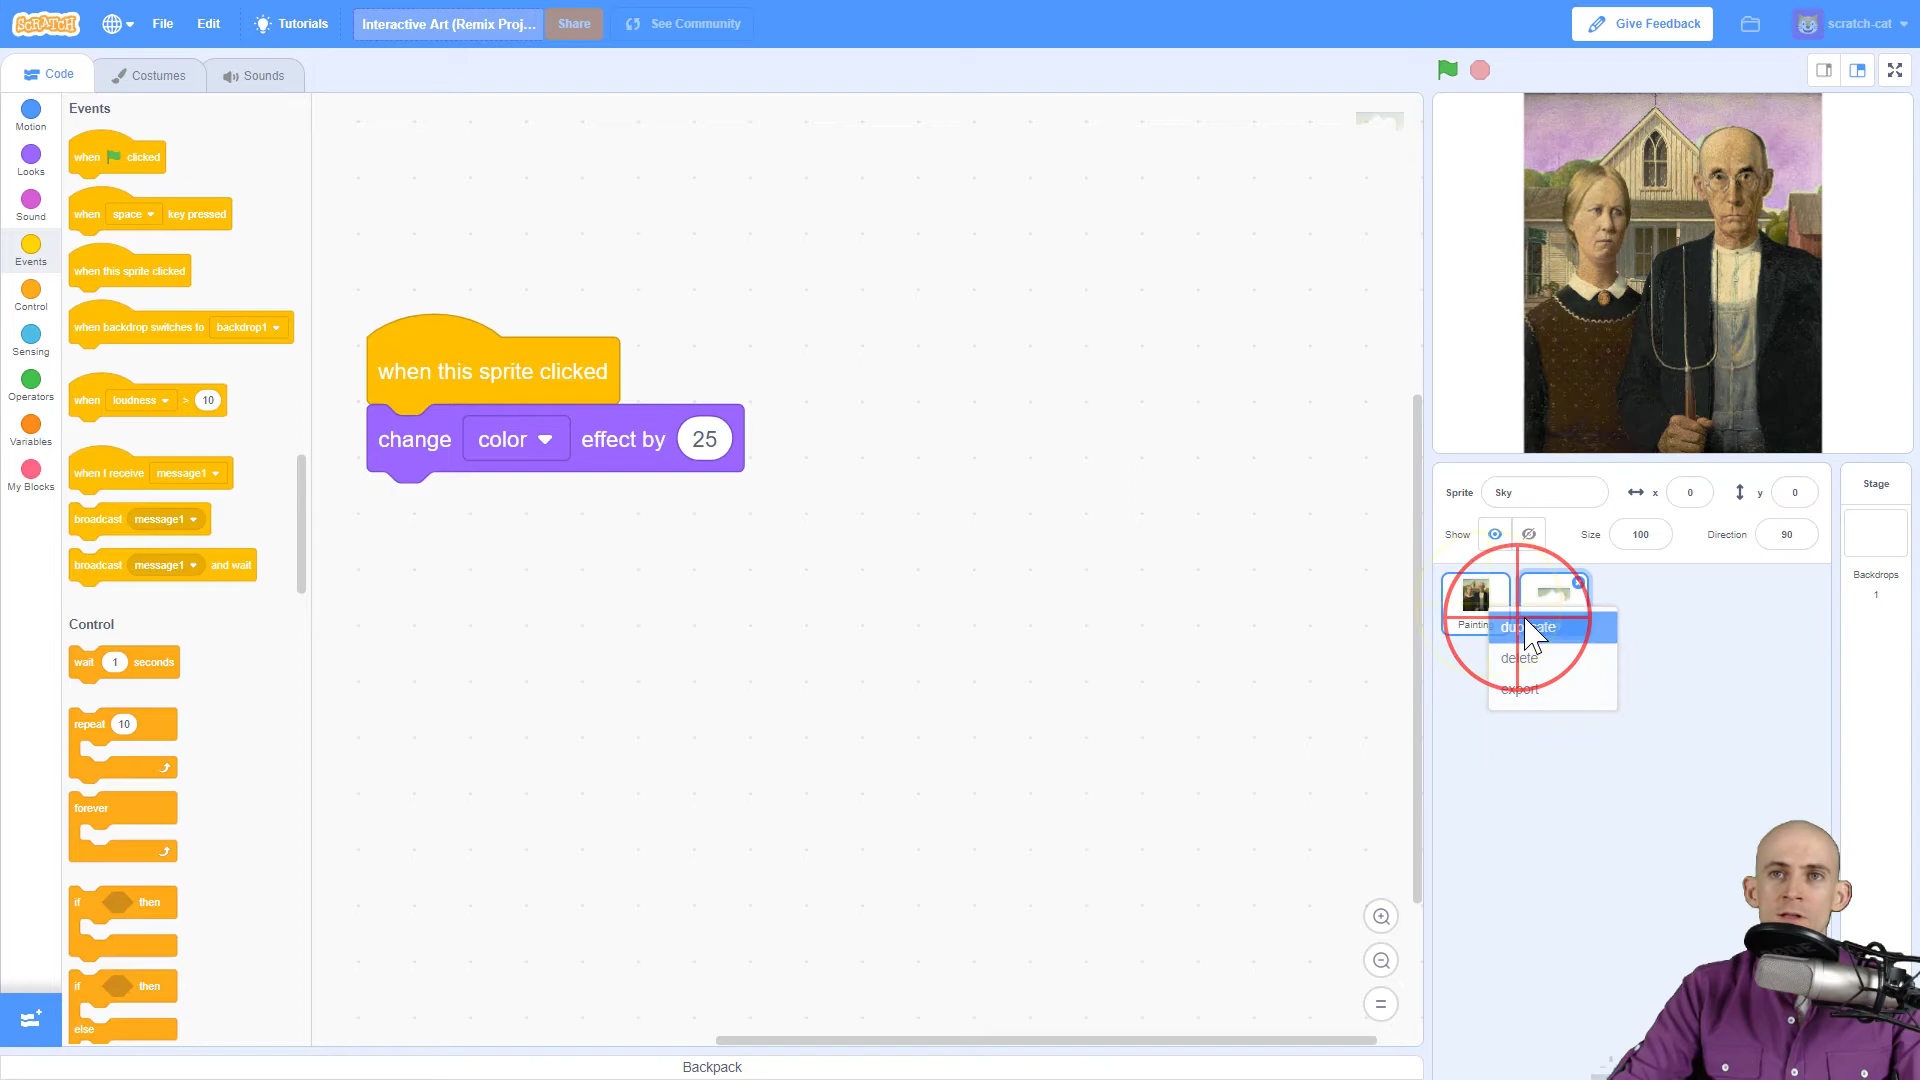 SCRATCH
File
Edit
Tutorials
Interactive Art (Remix Proj...
Share
See Community
Give Feedback
scratch-cat
Code
Costumes
Sounds
Motion
Looks
Sound
Events
Control
Sensing
Operators
Variables
My Blocks
Events
when clicked
when space key pressed
when this sprite clicked
when backdrop switches to backdrop1
when loudness > 10
when I receive message1
broadcast message1
broadcast message1 and wait
Control
wait 1 seconds
repeat 10
forever
if then
if then
else
when this sprite clicked
change color effect by 25
Sprite Sky x 0 y 0
Show Size 100 Direction 90
Painting
duplicate
delete
export
Stage
Backdrops
1
Backpack